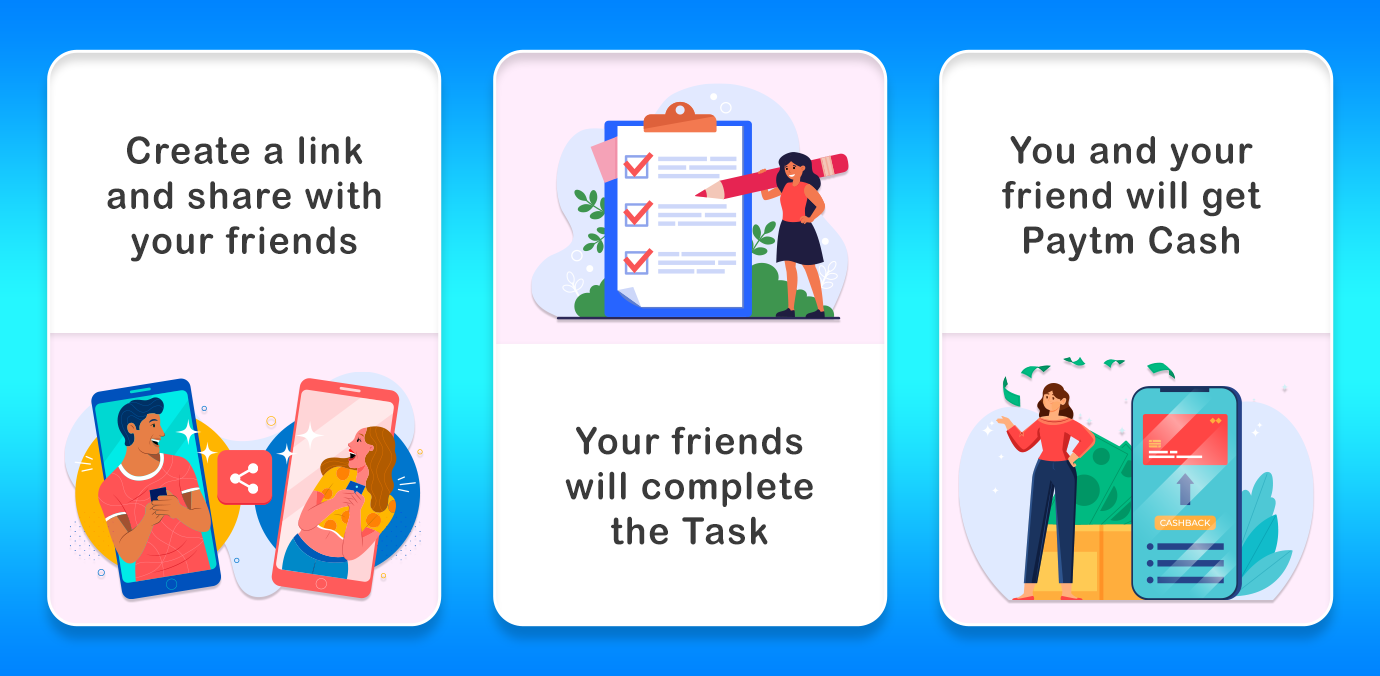 Create a link
and share with
your friends
Your friends
will complete
the Task
You and your
friend will get
Paytm Cash
CASHBACK